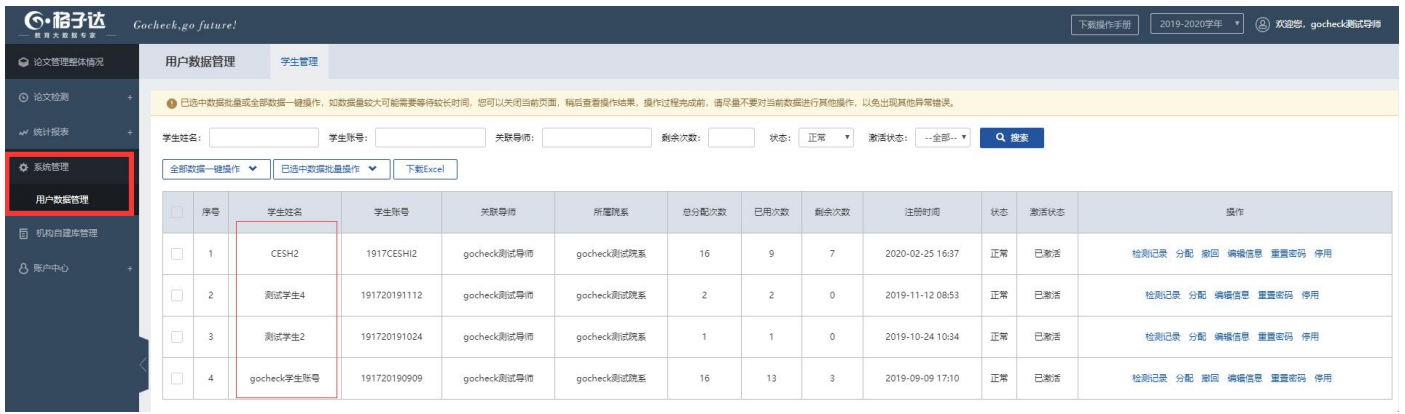 格子达 Gocheck,go future! 下载操作手册 2019-2020学年 欢迎您，gocheck测试导师
教育大数据专家
论文管理整体情况
论文检测 +
统计报表 +
系统管理
用户数据管理
机构自建库管理
账户中心 +
用户数据管理 学生管理
已选中数据批量或全部数据一键操作，如数据量较大可能需要等待较长时间，您可以关闭当前页面，稍后查看操作结果，操作过程完成前，请尽量不要对当前数据进行其他操作，以免出现其他异常错误。
学生姓名： 学生账号： 关联导师： 剩余次数： 状态： 正常 激活状态： --全部-- 搜索
全部数据一键操作 已选中数据批量操作 下载Excel
序号 学生姓名 学生账号 关联导师 所属院系 总分配次数 已用次数 剩余次数 注册时间 状态 激活状态 操作
1 CESH2 1917CESHI2 gocheck测试导师 gocheck测试院系 16 9 7 2020-02-25 16:37 正常 已激活 检测记录 分配 撤回 编辑信息 重置密码 停用
2 测试学生4 191720191112 gocheck测试导师 gocheck测试院系 2 2 0 2019-11-12 08:53 正常 已激活 检测记录 分配 编辑信息 重置密码 停用
3 测试学生2 191720191024 gocheck测试导师 gocheck测试院系 1 1 0 2019-10-24 10:34 正常 已激活 检测记录 分配 编辑信息 重置密码 停用
4 gocheck学生账号 191720190909 gocheck测试导师 gocheck测试院系 16 13 3 2019-09-09 17:10 正常 已激活 检测记录 分配 撤回 编辑信息 重置密码 停用